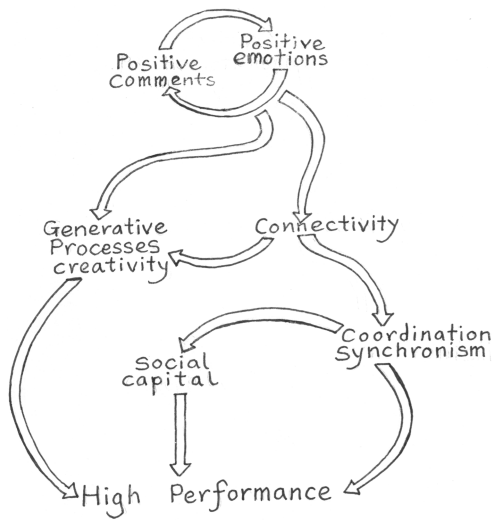 Positive
emotions
Positive
Comments
Generative
Processes
creativity
Connectivity
Coordination
Synchronism
Social
capital
High Performance